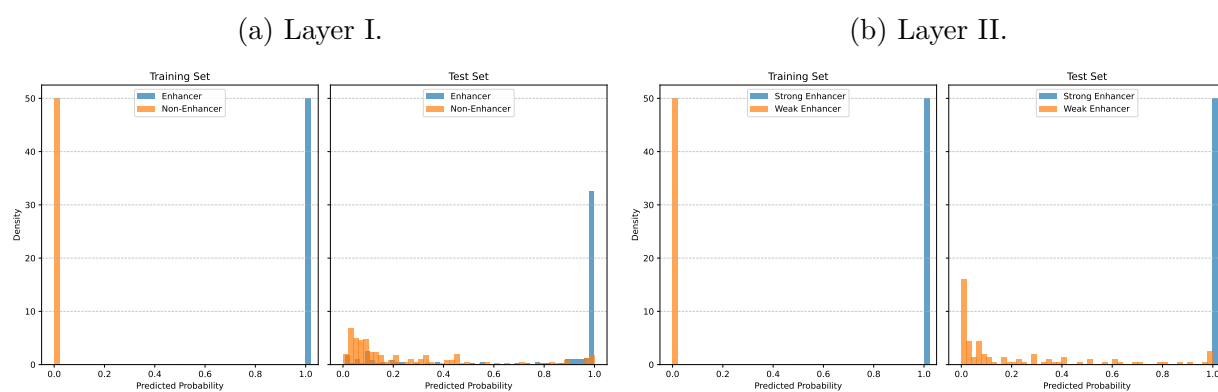 (a) Layer I.
Training Set
Enhancer
Non-Enhancer
Density
50
40
30
20
10
0
0.0 0.2 0.4 0.6 0.8 1.0
Predicted Probability
Test Set
Enhancer
Non-Enhancer
0.0 0.2 0.4 0.6 0.8 1.0
Predicted Probability
(b) Layer II.
Training Set
Strong Enhancer
Weak Enhancer
Density
50
40
30
20
10
0
0.0 0.2 0.4 0.6 0.8 1.0
Predicted Probability
Test Set
Strong Enhancer
Weak Enhancer
0.0 0.2 0.4 0.6 0.8 1.0
Predicted Probability